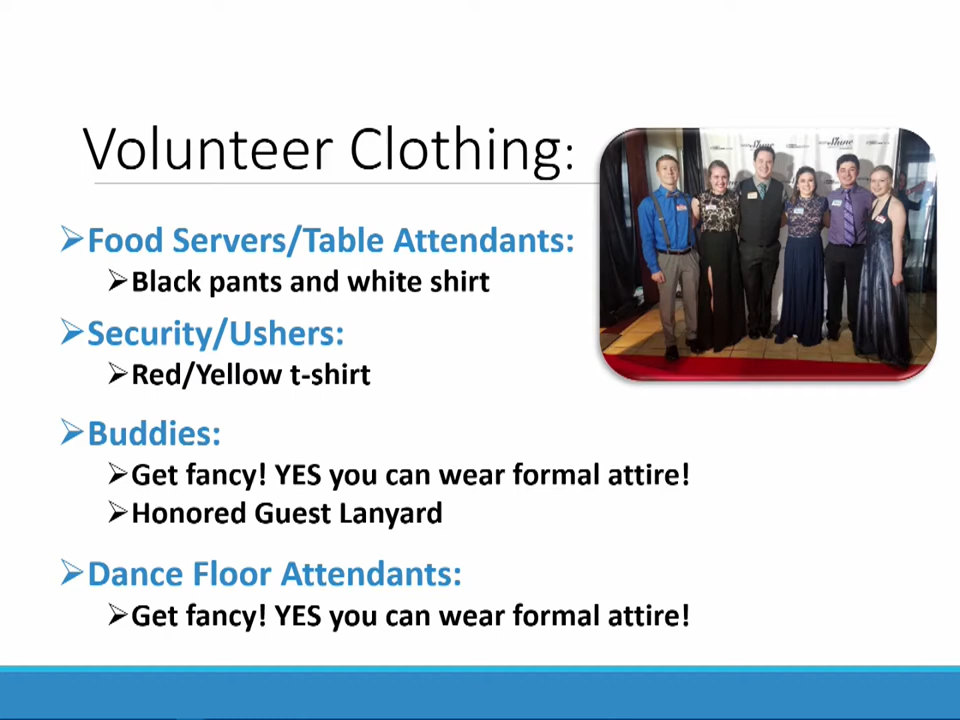 Volunteer Clothing:
Shine
Shine
Food Servers/Table Attendants:
Black pants and white shirt
Security/Ushers:
Red/Yellow t-shirt
Buddies:
Get fancy! YES you can wear formal attire!
Honored Guest Lanyard
Dance Floor Attendants:
Get fancy! YES you can wear formal attire!